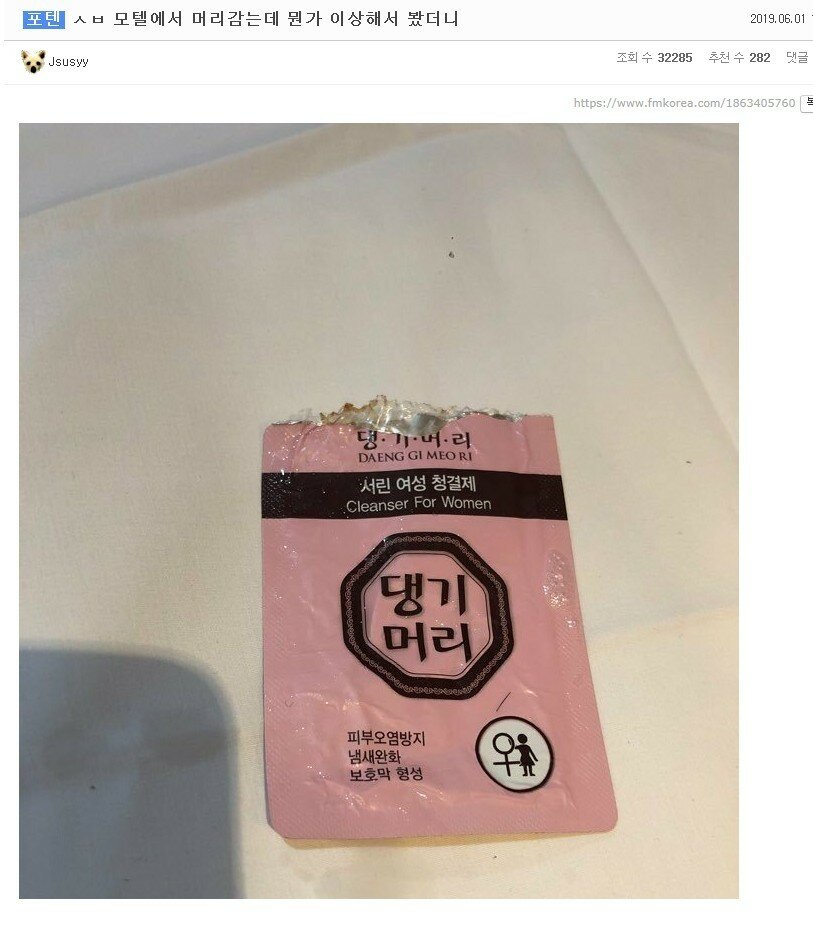 포텐 ㅅㅂ 모텔에서 머리감는데 뭔가 이상해서 봤더니
2019.06.01
Jsusyy
조회 수 32285 추천 수 282 댓글
https://www.fmkorea.com/1863405760
댕·기·머·리
DAENG GI MEO RI
서린 여성 청결제
Cleanser For Women
댕기
머리
피부오염방지
냄새완화
보호막 형성